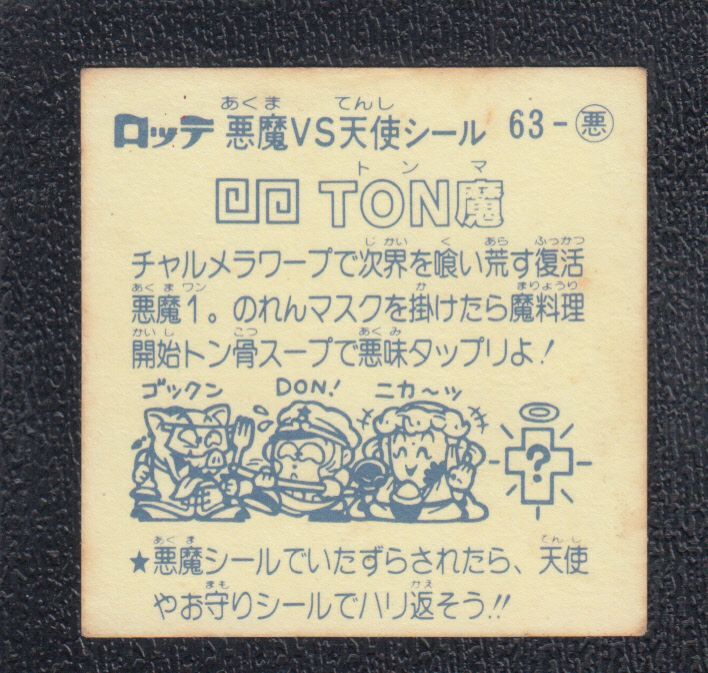 ロッテ 悪魔VS天使シール 63-悪
あくま てんし
TON魔
トンマ
チャルメラワープで次界を喰い荒す復活
じかい く あら ふっかつ
悪魔1。のれんマスクを掛けたら魔料理
あくまワン か まりょうり
開始トン骨スープで悪味タップリよ!
かいし こつ あくみ
ゴックン DON! ニカ〜ッ
?
★悪魔シールでいたずらされたら、天使
あくま てんし
やお守りシールでハリ返そう!!
まも かえ